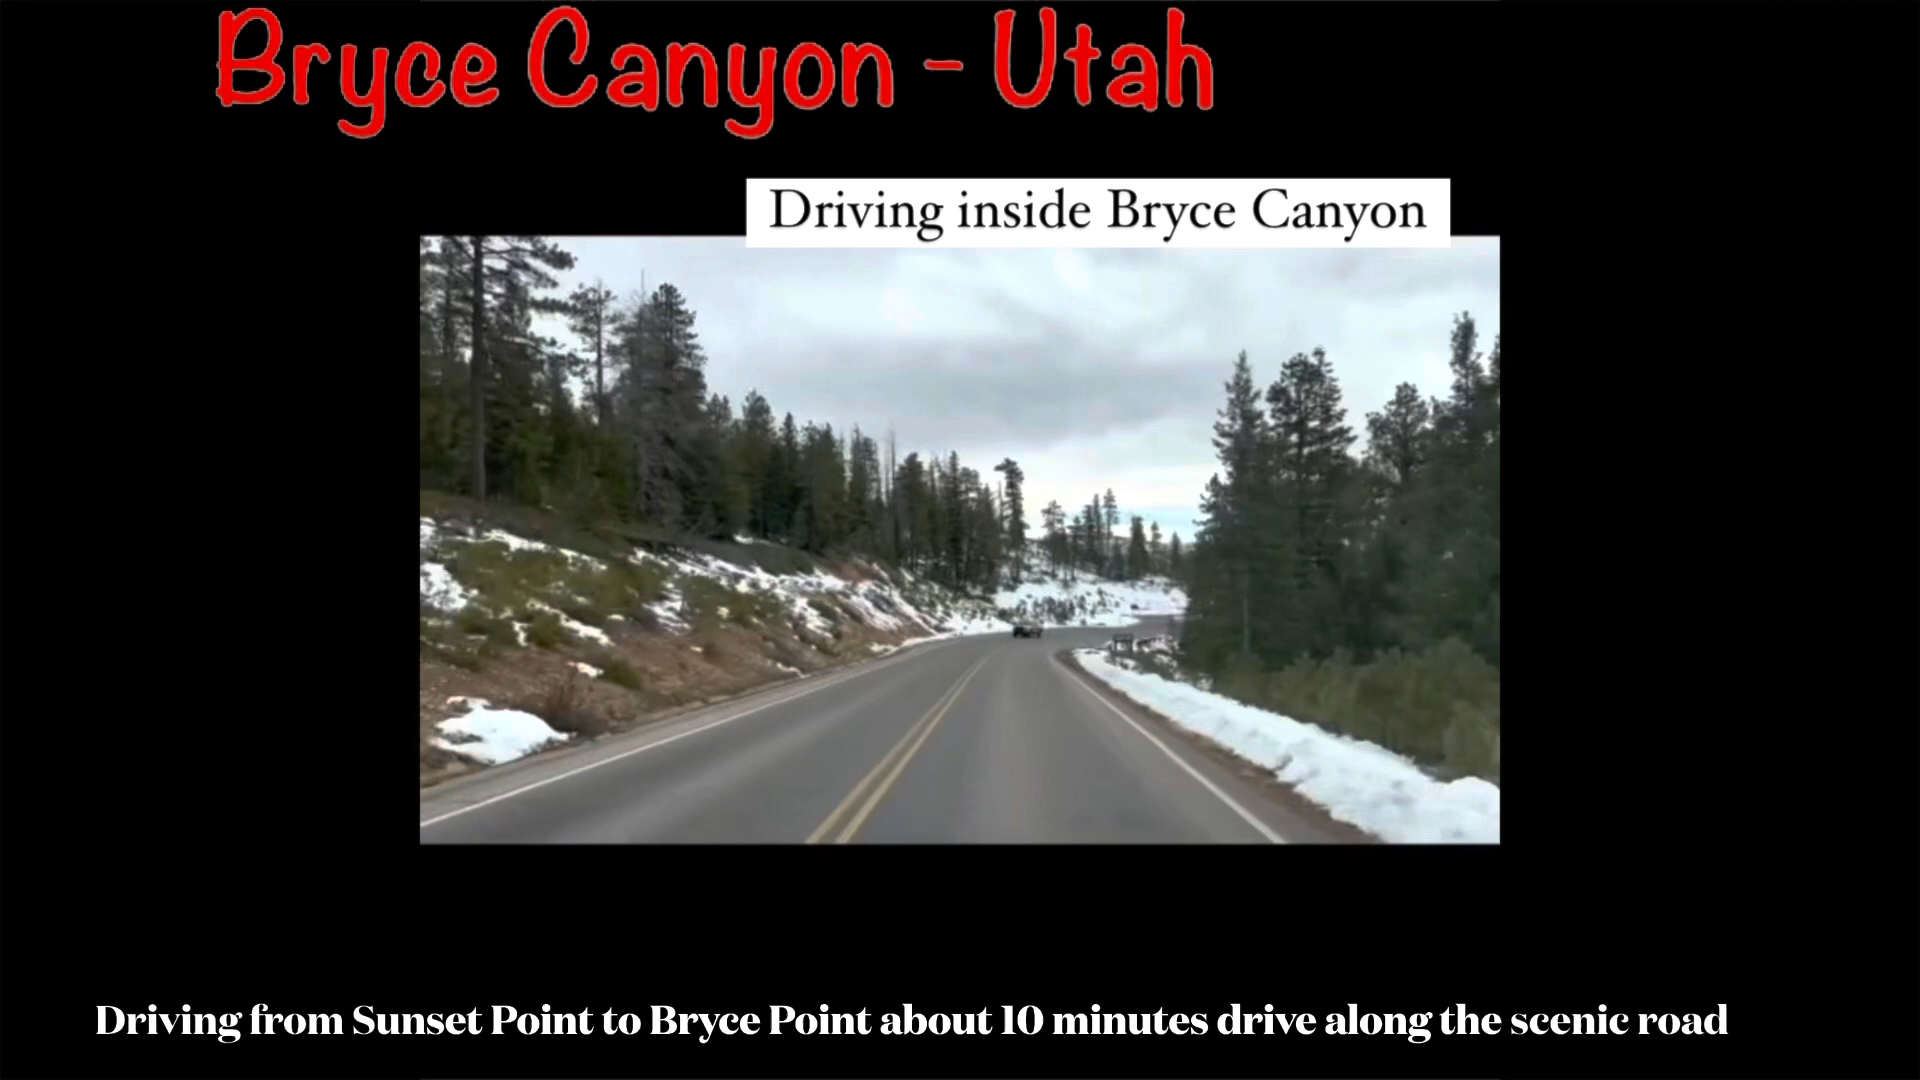 Bryce Canyon - Utah
Driving inside Bryce Canyon
Driving from Sunset Point to Bryce Point about 10 minutes drive along the scenic road